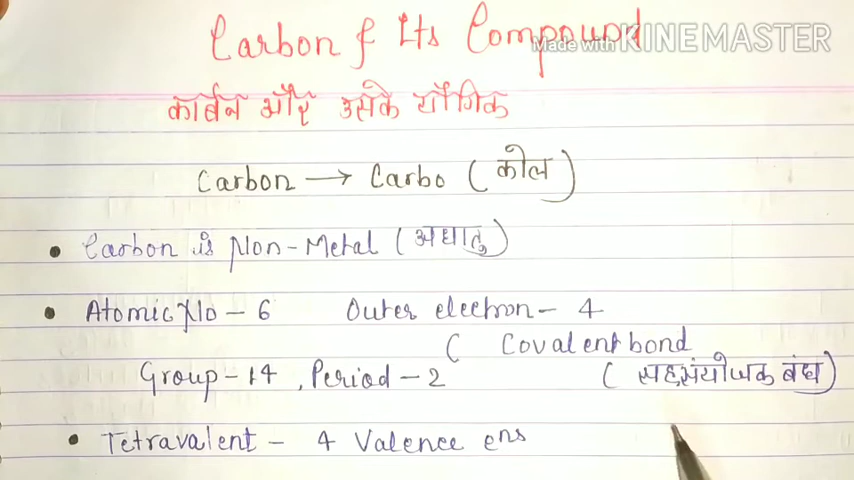 Carbon & Its Compound
Made with KINEMASTER
कार्बन और उसके यौगिक
Carbon → Carbo (कोल)
• Carbon is Non-Metal (अधातु)
• Atomic No - 6 Outer electron - 4
( Covalent bond
Group - 14, Period - 2 (सहसंयोजक बंध)
• Tetravalent - 4 Valence ens